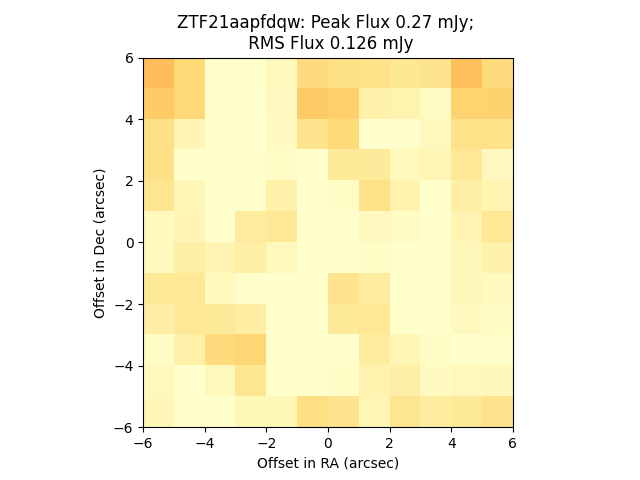 ZTF21aapfdqw: Peak Flux 0.27 mJy;
RMS Flux 0.126 mJy
6
4
2
0
−2
−4
−6
Offset in Dec (arcsec)
−6 −4 −2 0 2 4 6
Offset in RA (arcsec)